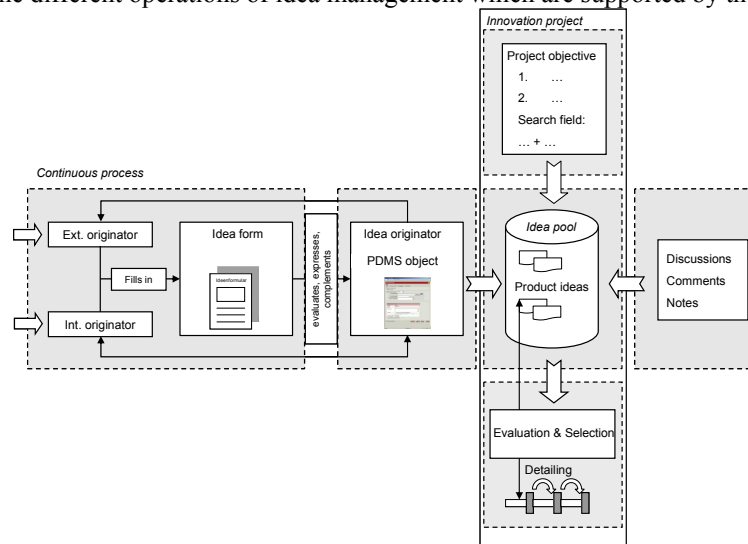 ne different operations of idea management which are supported by th
Innovation project
Project objective
1. …
2. …
Search field:
… + …
Continuous process
Ext. originator
Fills in
Int. originator
Idea form
Ideenformular
evaluates, expresses,
complements
Idea originator
PDMS object
Idea pool
Product ideas
Discussions
Comments
Notes
Evaluation & Selection
Detailing